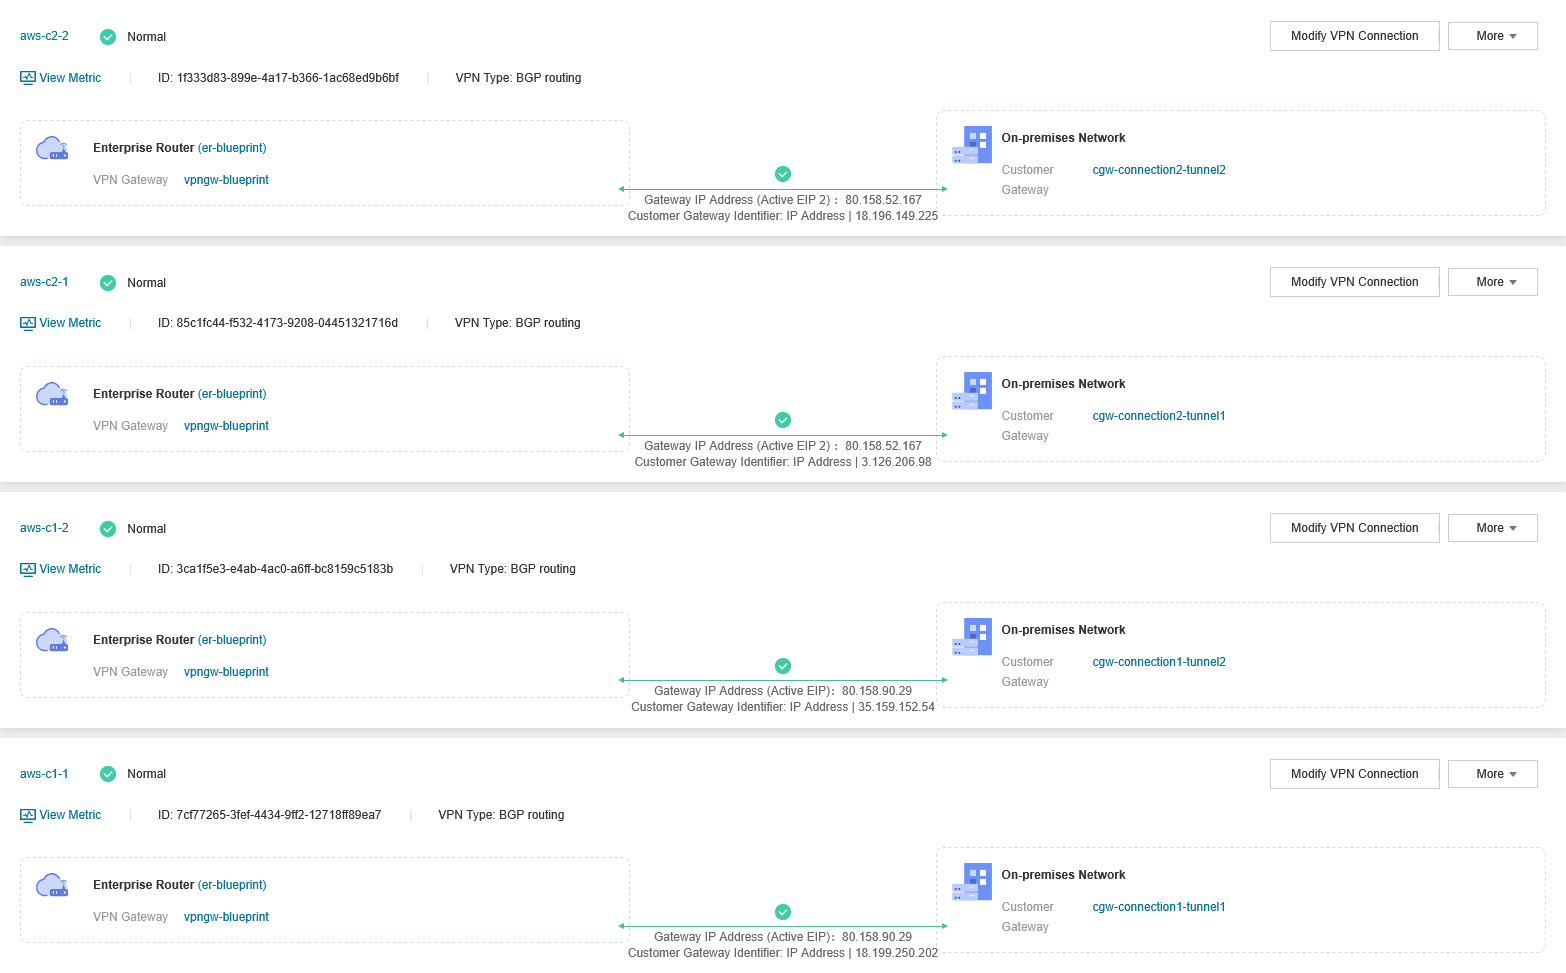 aws-c2-2 Normal Modify VPN Connection More
View Metric ID: 1f333d83-899e-4a17-b366-1ac68ed9b6bf VPN Type: BGP routing
On-premises Network
Enterprise Router (er-blueprint)
Customer Gateway cgw-connection2-tunnel2
VPN Gateway vpngw-blueprint
Gateway IP Address (Active EIP 2) : 80.158.52.167
Customer Gateway Identifier: IP Address | 18.196.149.225
aws-c2-1 Normal Modify VPN Connection More
View Metric ID: 85c1fc44-f532-4173-9208-04451321716d VPN Type: BGP routing
On-premises Network
Enterprise Router (er-blueprint)
Customer Gateway cgw-connection2-tunnel1
VPN Gateway vpngw-blueprint
Gateway IP Address (Active EIP 2) : 80.158.52.167
Customer Gateway Identifier: IP Address | 3.126.206.98
aws-c1-2 Normal Modify VPN Connection More
View Metric ID: 3ca1f5e3-e4ab-4ac0-a6ff-bc8159c5183b VPN Type: BGP routing
On-premises Network
Enterprise Router (er-blueprint)
Customer Gateway cgw-connection1-tunnel2
VPN Gateway vpngw-blueprint
Gateway IP Address (Active EIP): 80.158.90.29
Customer Gateway Identifier: IP Address | 35.159.152.54
aws-c1-1 Normal Modify VPN Connection More
View Metric ID: 7cf77265-3fef-4434-9ff2-12718ff89ea7 VPN Type: BGP routing
On-premises Network
Enterprise Router (er-blueprint)
Customer Gateway cgw-connection1-tunnel1
VPN Gateway vpngw-blueprint
Gateway IP Address (Active EIP): 80.158.90.29
Customer Gateway Identifier: IP Address | 18.199.250.202